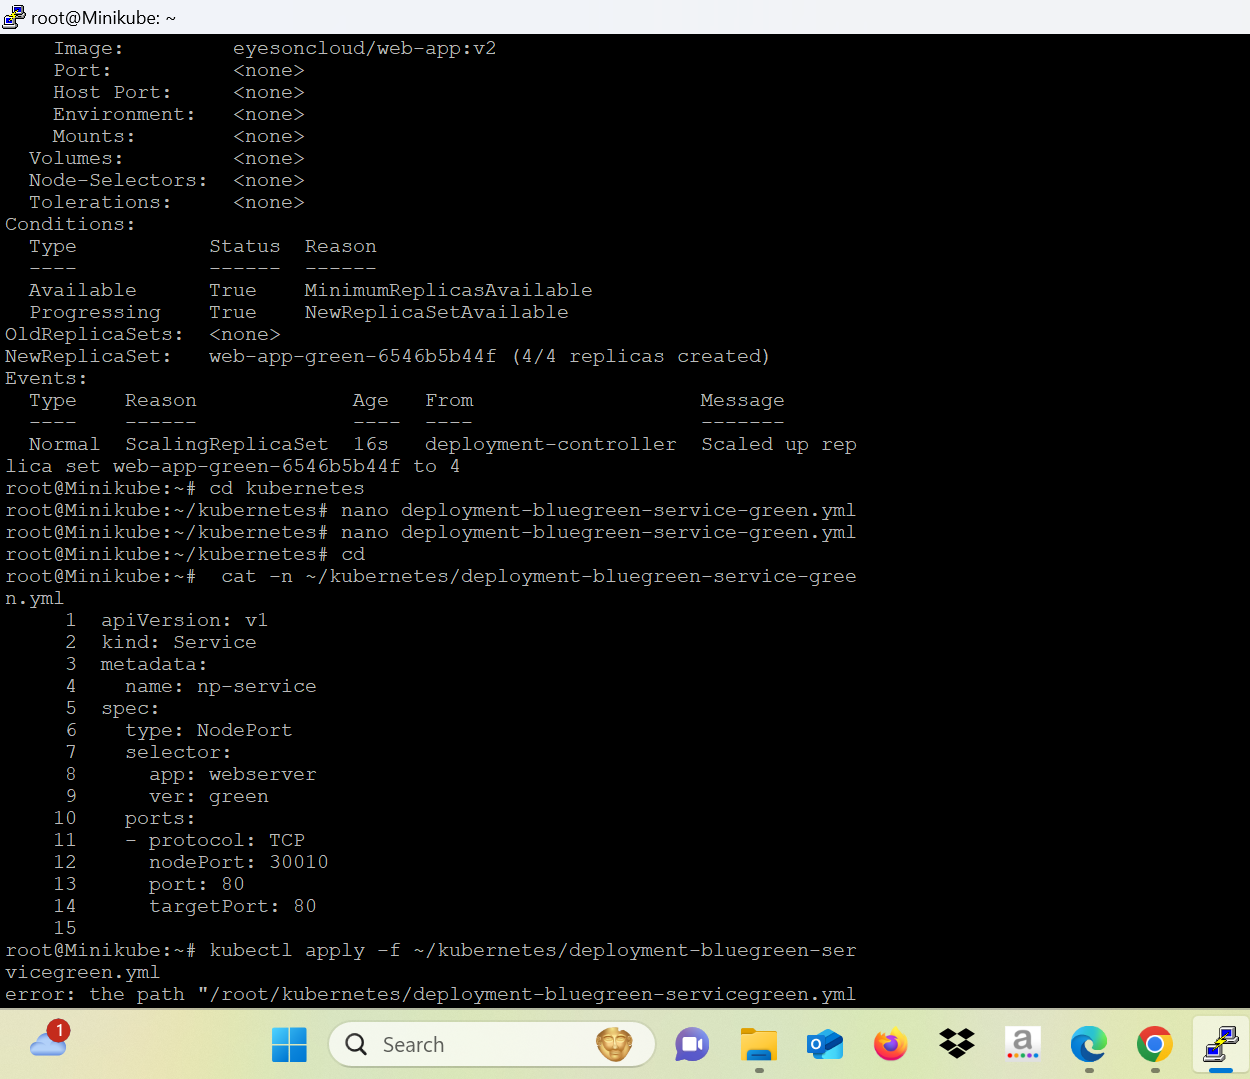 root@Minikube: ~
Image: eyesoncloud/web-app:v2
Port: <none>
Host Port: <none>
Environment: <none>
Mounts: <none>
Volumes: <none>
Node-Selectors: <none>
Tolerations: <none>
Conditions:
Type Status Reason
---- ------ ------
Available True MinimumReplicasAvailable
Progressing True NewReplicaSetAvailable
OldReplicaSets: <none>
NewReplicaSet: web-app-green-6546b5b44f (4/4 replicas created)
Events:
Type Reason Age From Message
---- ------ ---- ---- -------
Normal ScalingReplicaSet 16s deployment-controller Scaled up rep
lica set web-app-green-6546b5b44f to 4
root@Minikube:~# cd kubernetes
root@Minikube:~/kubernetes# nano deployment-bluegreen-service-green.yml
root@Minikube:~/kubernetes# nano deployment-bluegreen-service-green.yml
root@Minikube:~/kubernetes# cd
root@Minikube:~#  cat -n ~/kubernetes/deployment-bluegreen-service-gree
n.yml
1 apiVersion: v1
2 kind: Service
3 metadata:
4 name: np-service
5 spec:
6 type: NodePort
7 selector:
8 app: webserver
9 ver: green
10 ports:
11 - protocol: TCP
12 nodePort: 30010
13 port: 80
14 targetPort: 80
15
root@Minikube:~# kubectl apply -f ~/kubernetes/deployment-bluegreen-ser
vicegreen.yml
error: the path "/root/kubernetes/deployment-bluegreen-servicegreen.yml
1
Search
a